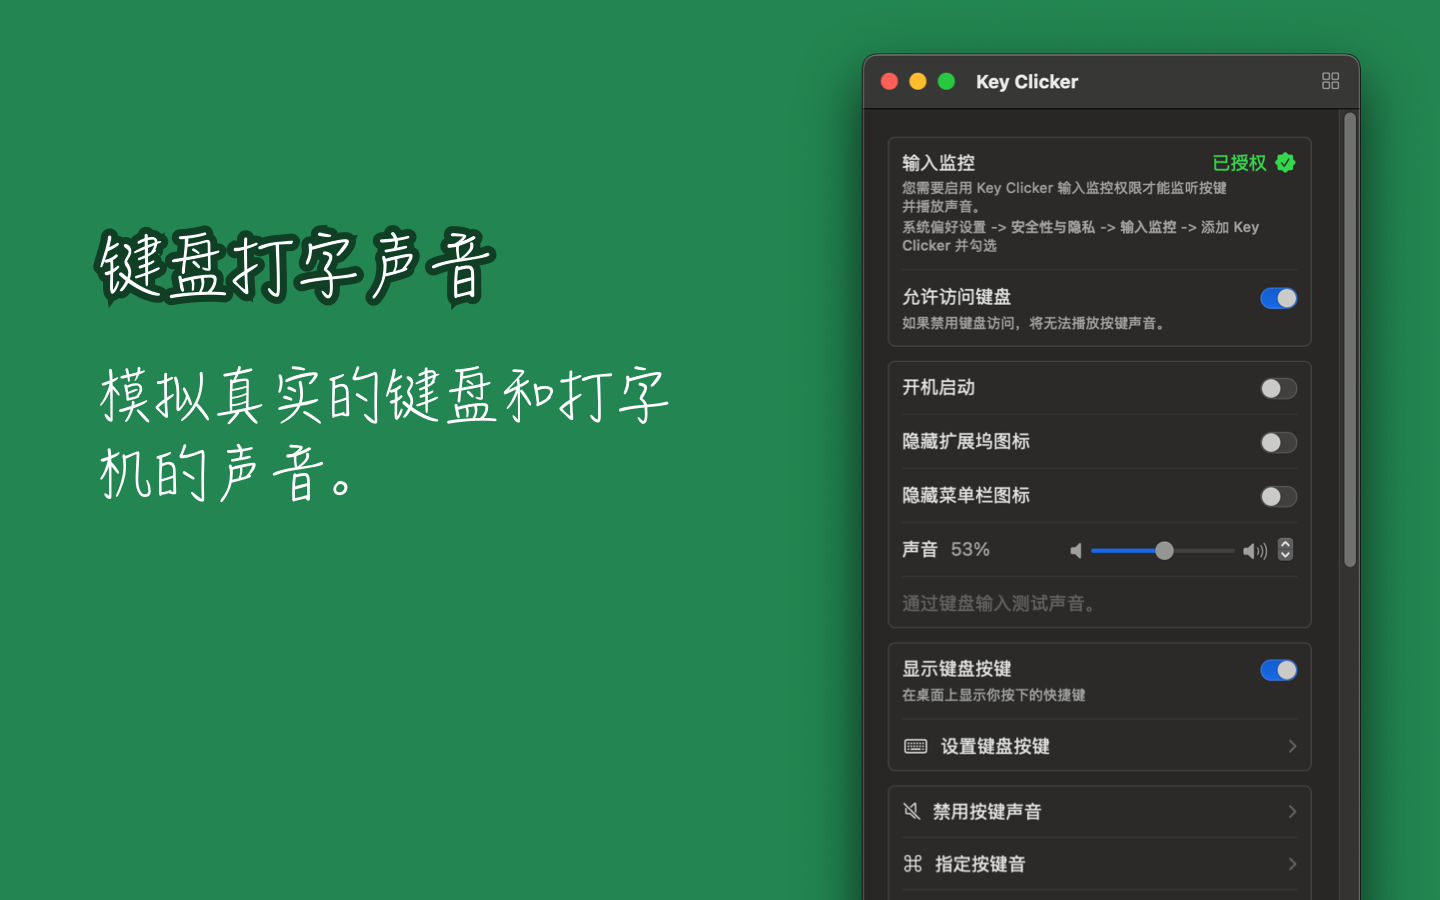 键盘打字声音
模拟真实的键盘和打字
机的声音。
Key Clicker
输入监控
已授权
您需要启用 Key Clicker 输入监控权限才能监听按键
并播放声音。
系统偏好设置 -> 安全性与隐私 -> 输入监控 -> 添加 Key
Clicker 并勾选
允许访问键盘
如果禁用键盘访问，将无法播放按键声音。
开机启动
隐藏扩展坞图标
隐藏菜单栏图标
声音 53%
通过键盘输入测试声音。
显示键盘按键
在桌面上显示你按下的快捷键
设置键盘按键
禁用按键声音
指定按键音